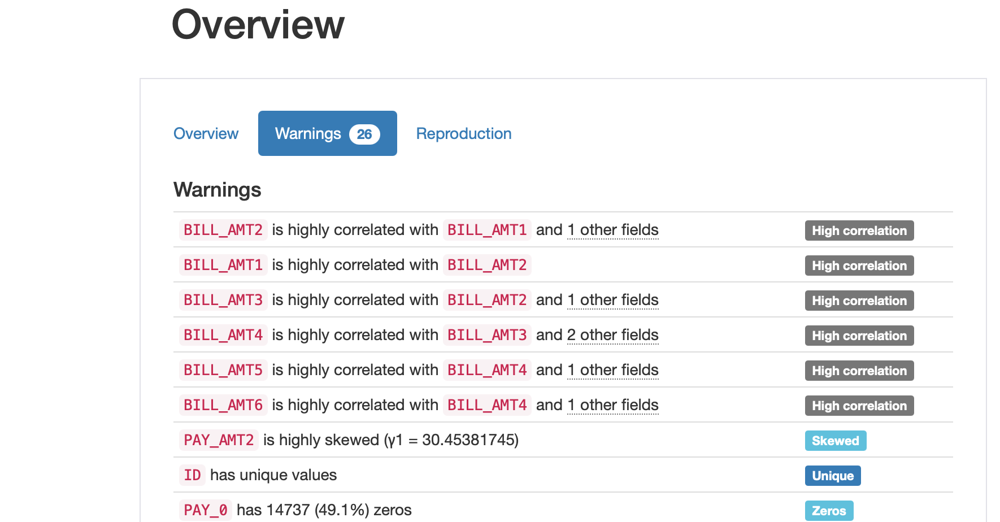 Overview
Overview Warnings 26 Reproduction
Warnings
BILL_AMT2 is highly correlated with BILL_AMT1 and 1 other fields High correlation
BILL_AMT1 is highly correlated with BILL_AMT2 High correlation
BILL_AMT3 is highly correlated with BILL_AMT2 and 1 other fields High correlation
BILL_AMT4 is highly correlated with BILL_AMT3 and 2 other fields High correlation
BILL_AMT5 is highly correlated with BILL_AMT4 and 1 other fields High correlation
BILL_AMT6 is highly correlated with BILL_AMT4 and 1 other fields High correlation
PAY_AMT2 is highly skewed (γ1 = 30.45381745) Skewed
ID has unique values Unique
PAY_0 has 14737 (49.1%) zeros Zeros